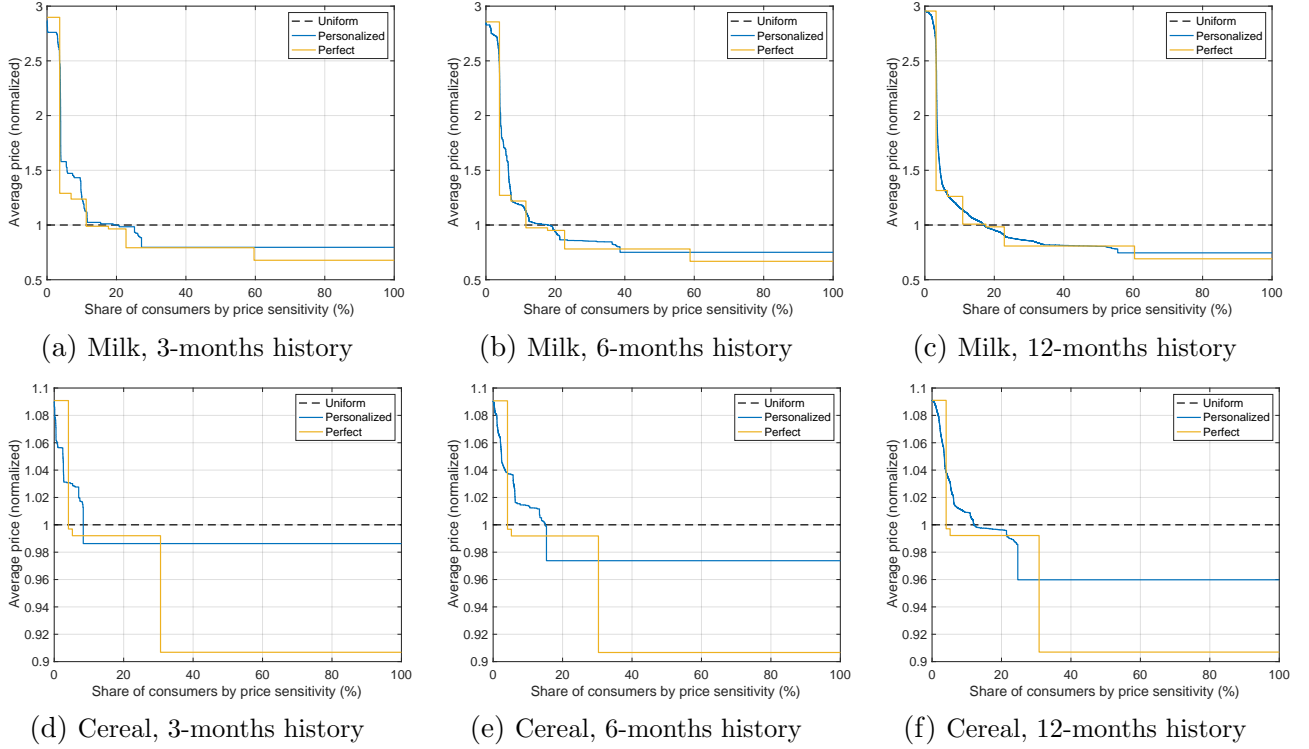 3
2.5
2
1.5
1
0.5
Average price (normalized)
Uniform
Personalized
Perfect
0 20 40 60 80 100
Share of consumers by price sensitivity (%)
(a) Milk, 3-months history
3
2.5
2
1.5
1
0.5
Average price (normalized)
Uniform
Personalized
Perfect
0 20 40 60 80 100
Share of consumers by price sensitivity (%)
(b) Milk, 6-months history
3
2.5
2
1.5
1
0.5
Average price (normalized)
Uniform
Personalized
Perfect
0 20 40 60 80 100
Share of consumers by price sensitivity (%)
(c) Milk, 12-months history
1.1
1.08
1.06
1.04
1.02
1
0.98
0.96
0.94
0.92
0.9
Average price (normalized)
Uniform
Personalized
Perfect
0 20 40 60 80 100
Share of consumers by price sensitivity (%)
(d) Cereal, 3-months history
1.1
1.08
1.06
1.04
1.02
1
0.98
0.96
0.94
0.92
0.9
Average price (normalized)
Uniform
Personalized
Perfect
0 20 40 60 80 100
Share of consumers by price sensitivity (%)
(e) Cereal, 6-months history
1.1
1.08
1.06
1.04
1.02
1
0.98
0.96
0.94
0.92
0.9
Average price (normalized)
Uniform
Personalized
Perfect
0 20 40 60 80 100
Share of consumers by price sensitivity (%)
(f) Cereal, 12-months history